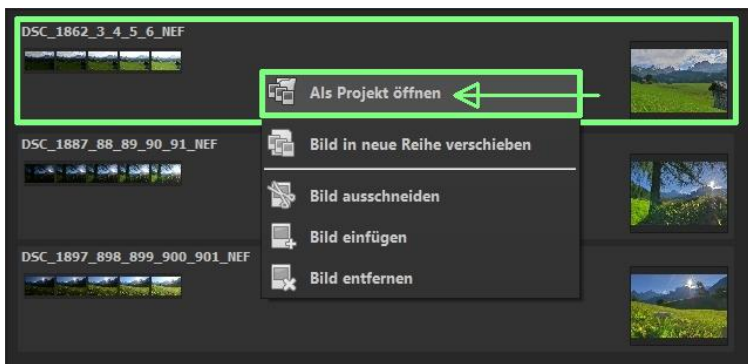 DSC_1862_3_4_5_6_NEF
Als Projekt öffnen
DSC_1887_88_89_90_91_NEF
Bild in neue Reihe verschieben
Bild ausschneiden
Bild einfügen
DSC_1897_898_899_900_901_NEF
Bild entfernen